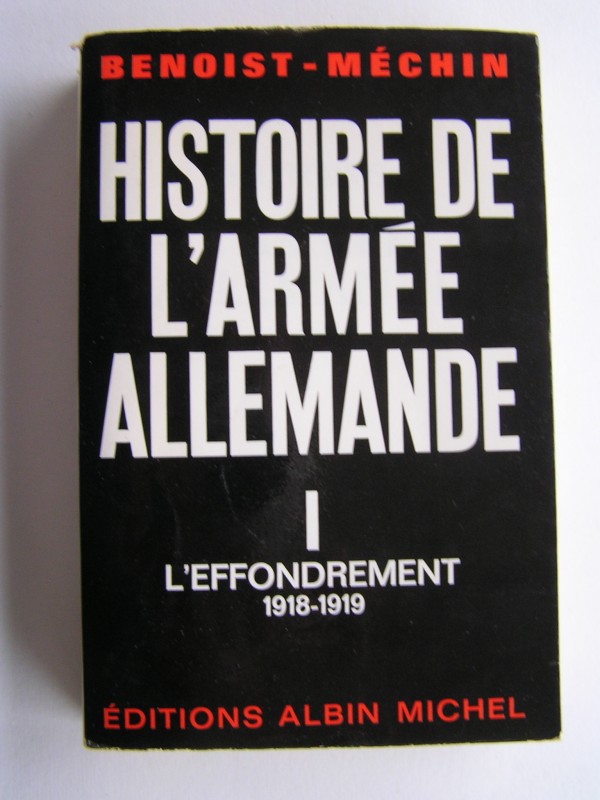 BENOIST-MÉCHIN
HISTOIRE DE
L'ARMÉE
ALLEMANDE
I
L'EFFONDREMENT
1918-1919
ÉDITIONS ALBIN MICHEL